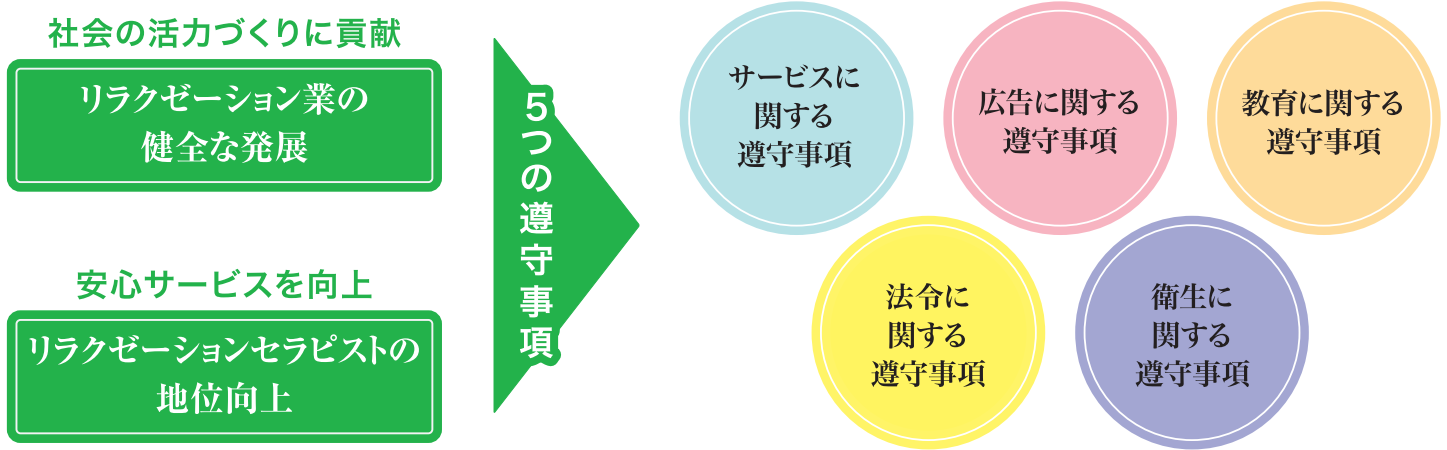 社会の活力づくりに貢献
リラクゼーション業の
健全な発展
安心サービスを向上
リラクゼーションセラピストの
地位向上
5つの遵守事項
サービスに
関する
遵守事項
広告に関する
遵守事項
教育に関する
遵守事項
法令に
関する
遵守事項
衛生に
関する
遵守事項